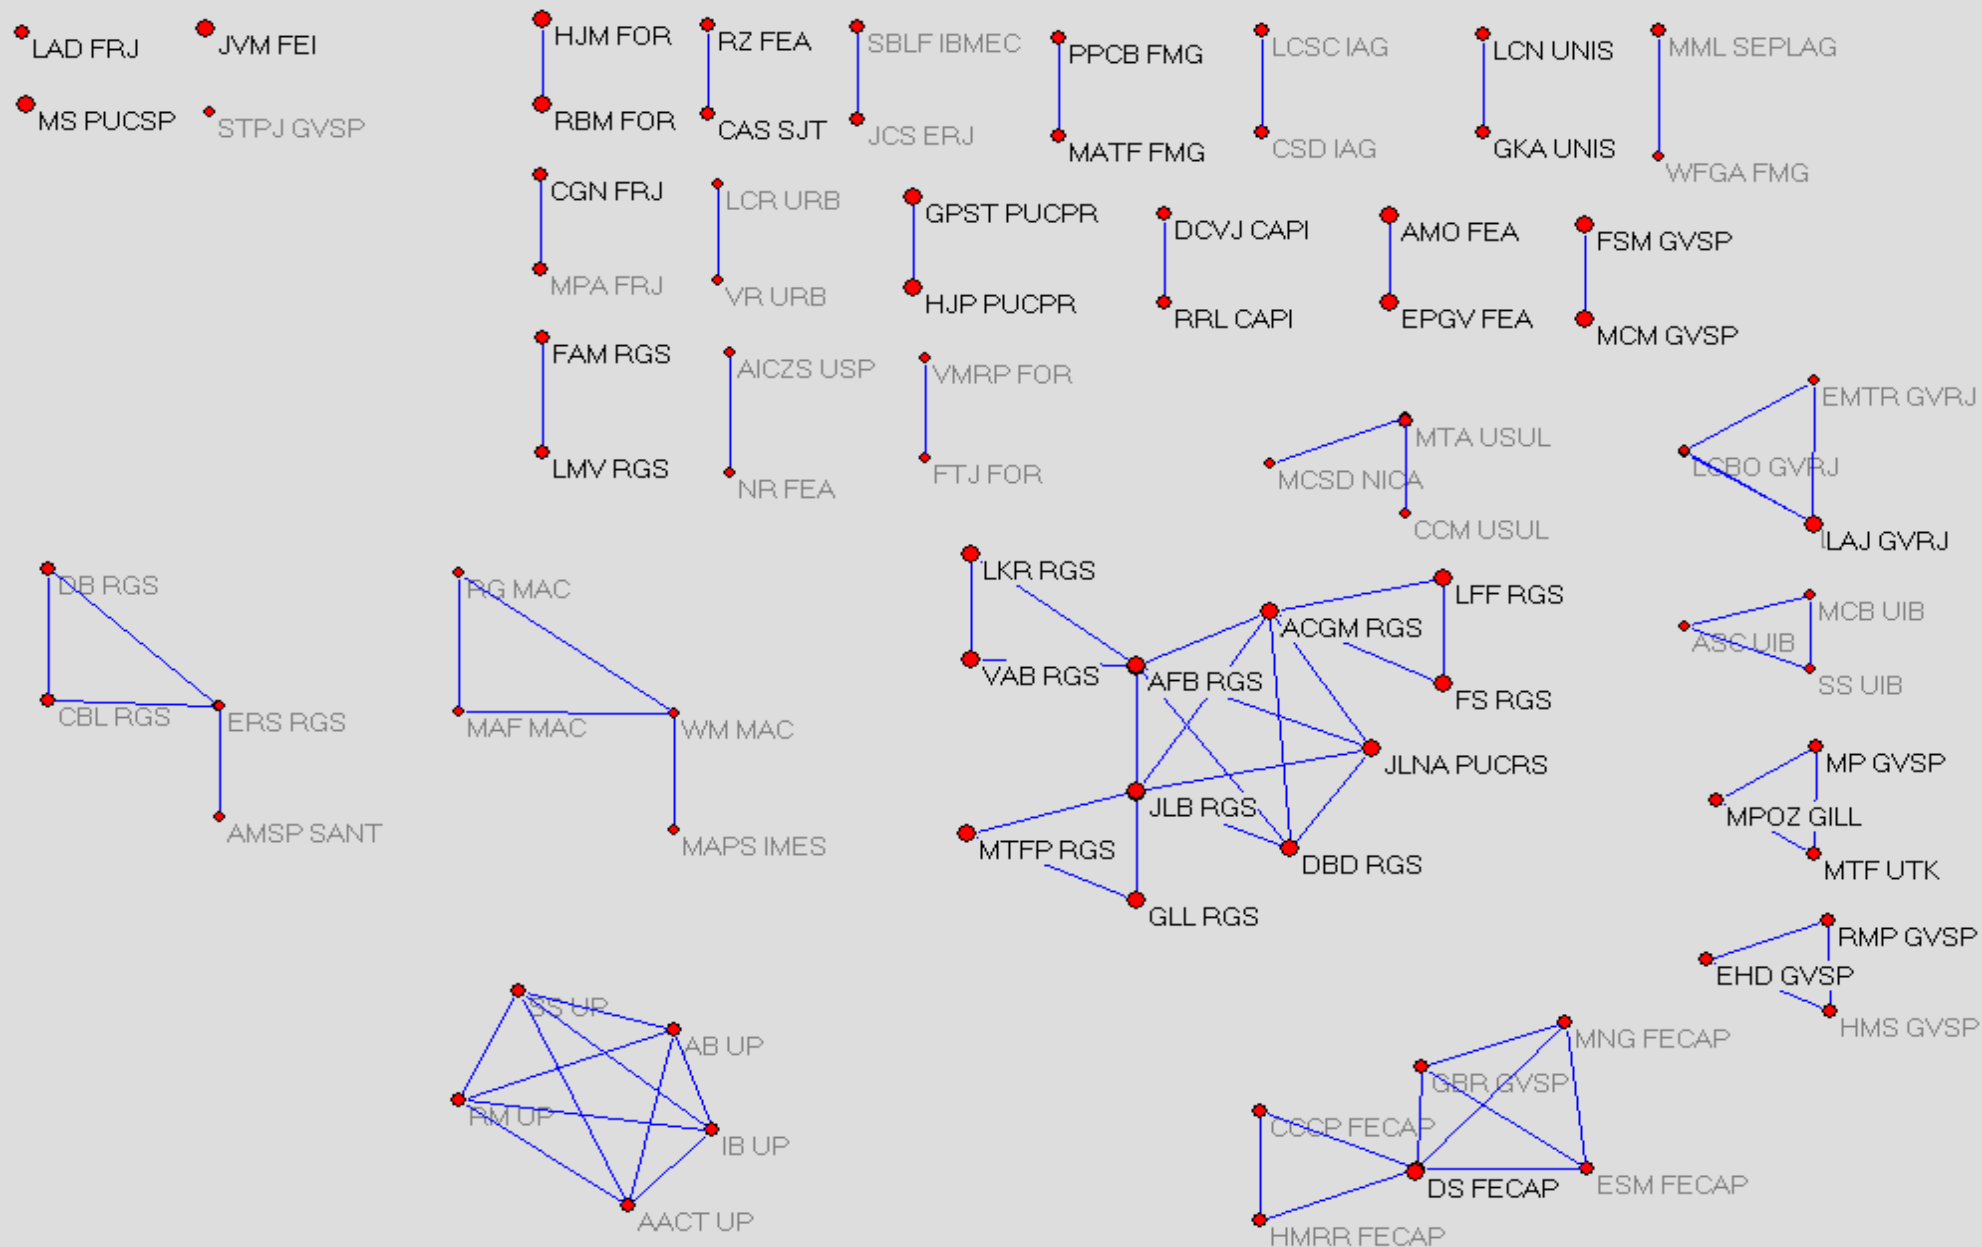 LAD FRJ
JVM FEI
HJM FOR
RZ FEA
SBLF IBMEC
PPCB FMG
LCSC IAG
LCN UNIS
MML SEPLAG
MS PUCSP
STPJ GVSP
RBM FOR
CAS SJT
JCS ERJ
MATF FMG
CSD IAG
GKA UNIS
WFGA FMG
CGN FRJ
LCR URB
GPST PUCPR
DCVJ CAPI
AMO FEA
FSM GVSP
MPA FRJ
VR URB
HJP PUCPR
RRL CAPI
EPGV FEA
MCM GVSP
FAM RGS
AICZS USP
VMRP FOR
EMTR GVRJ
MTA USUL
LMV RGS
NR FEA
FTJ FOR
MCSD NICA
LCBO GVRJ
CCM USUL
LAJ GVRJ
DB RGS
RG MAC
LKR RGS
LFF RGS
MCB UIB
ACGM RGS
ASC UIB
VAB RGS
AFB RGS
FS RGS
SS UIB
CBL RGS
ERS RGS
MAF MAC
WM MAC
JLNA PUCRS
MP GVSP
AMSP SANT
MAPS IMES
MTFP RGS
JLB RGS
DBD RGS
MPOZ GILL
MTF UTK
GLL RGS
RMP GVSP
EHD GVSP
HMS GVSP
SS UP
AB UP
MNG FECAP
GBR GVSP
RM UP
IB UP
CCCP FECAP
DS FECAP
ESM FECAP
AACT UP
HMRR FECAP